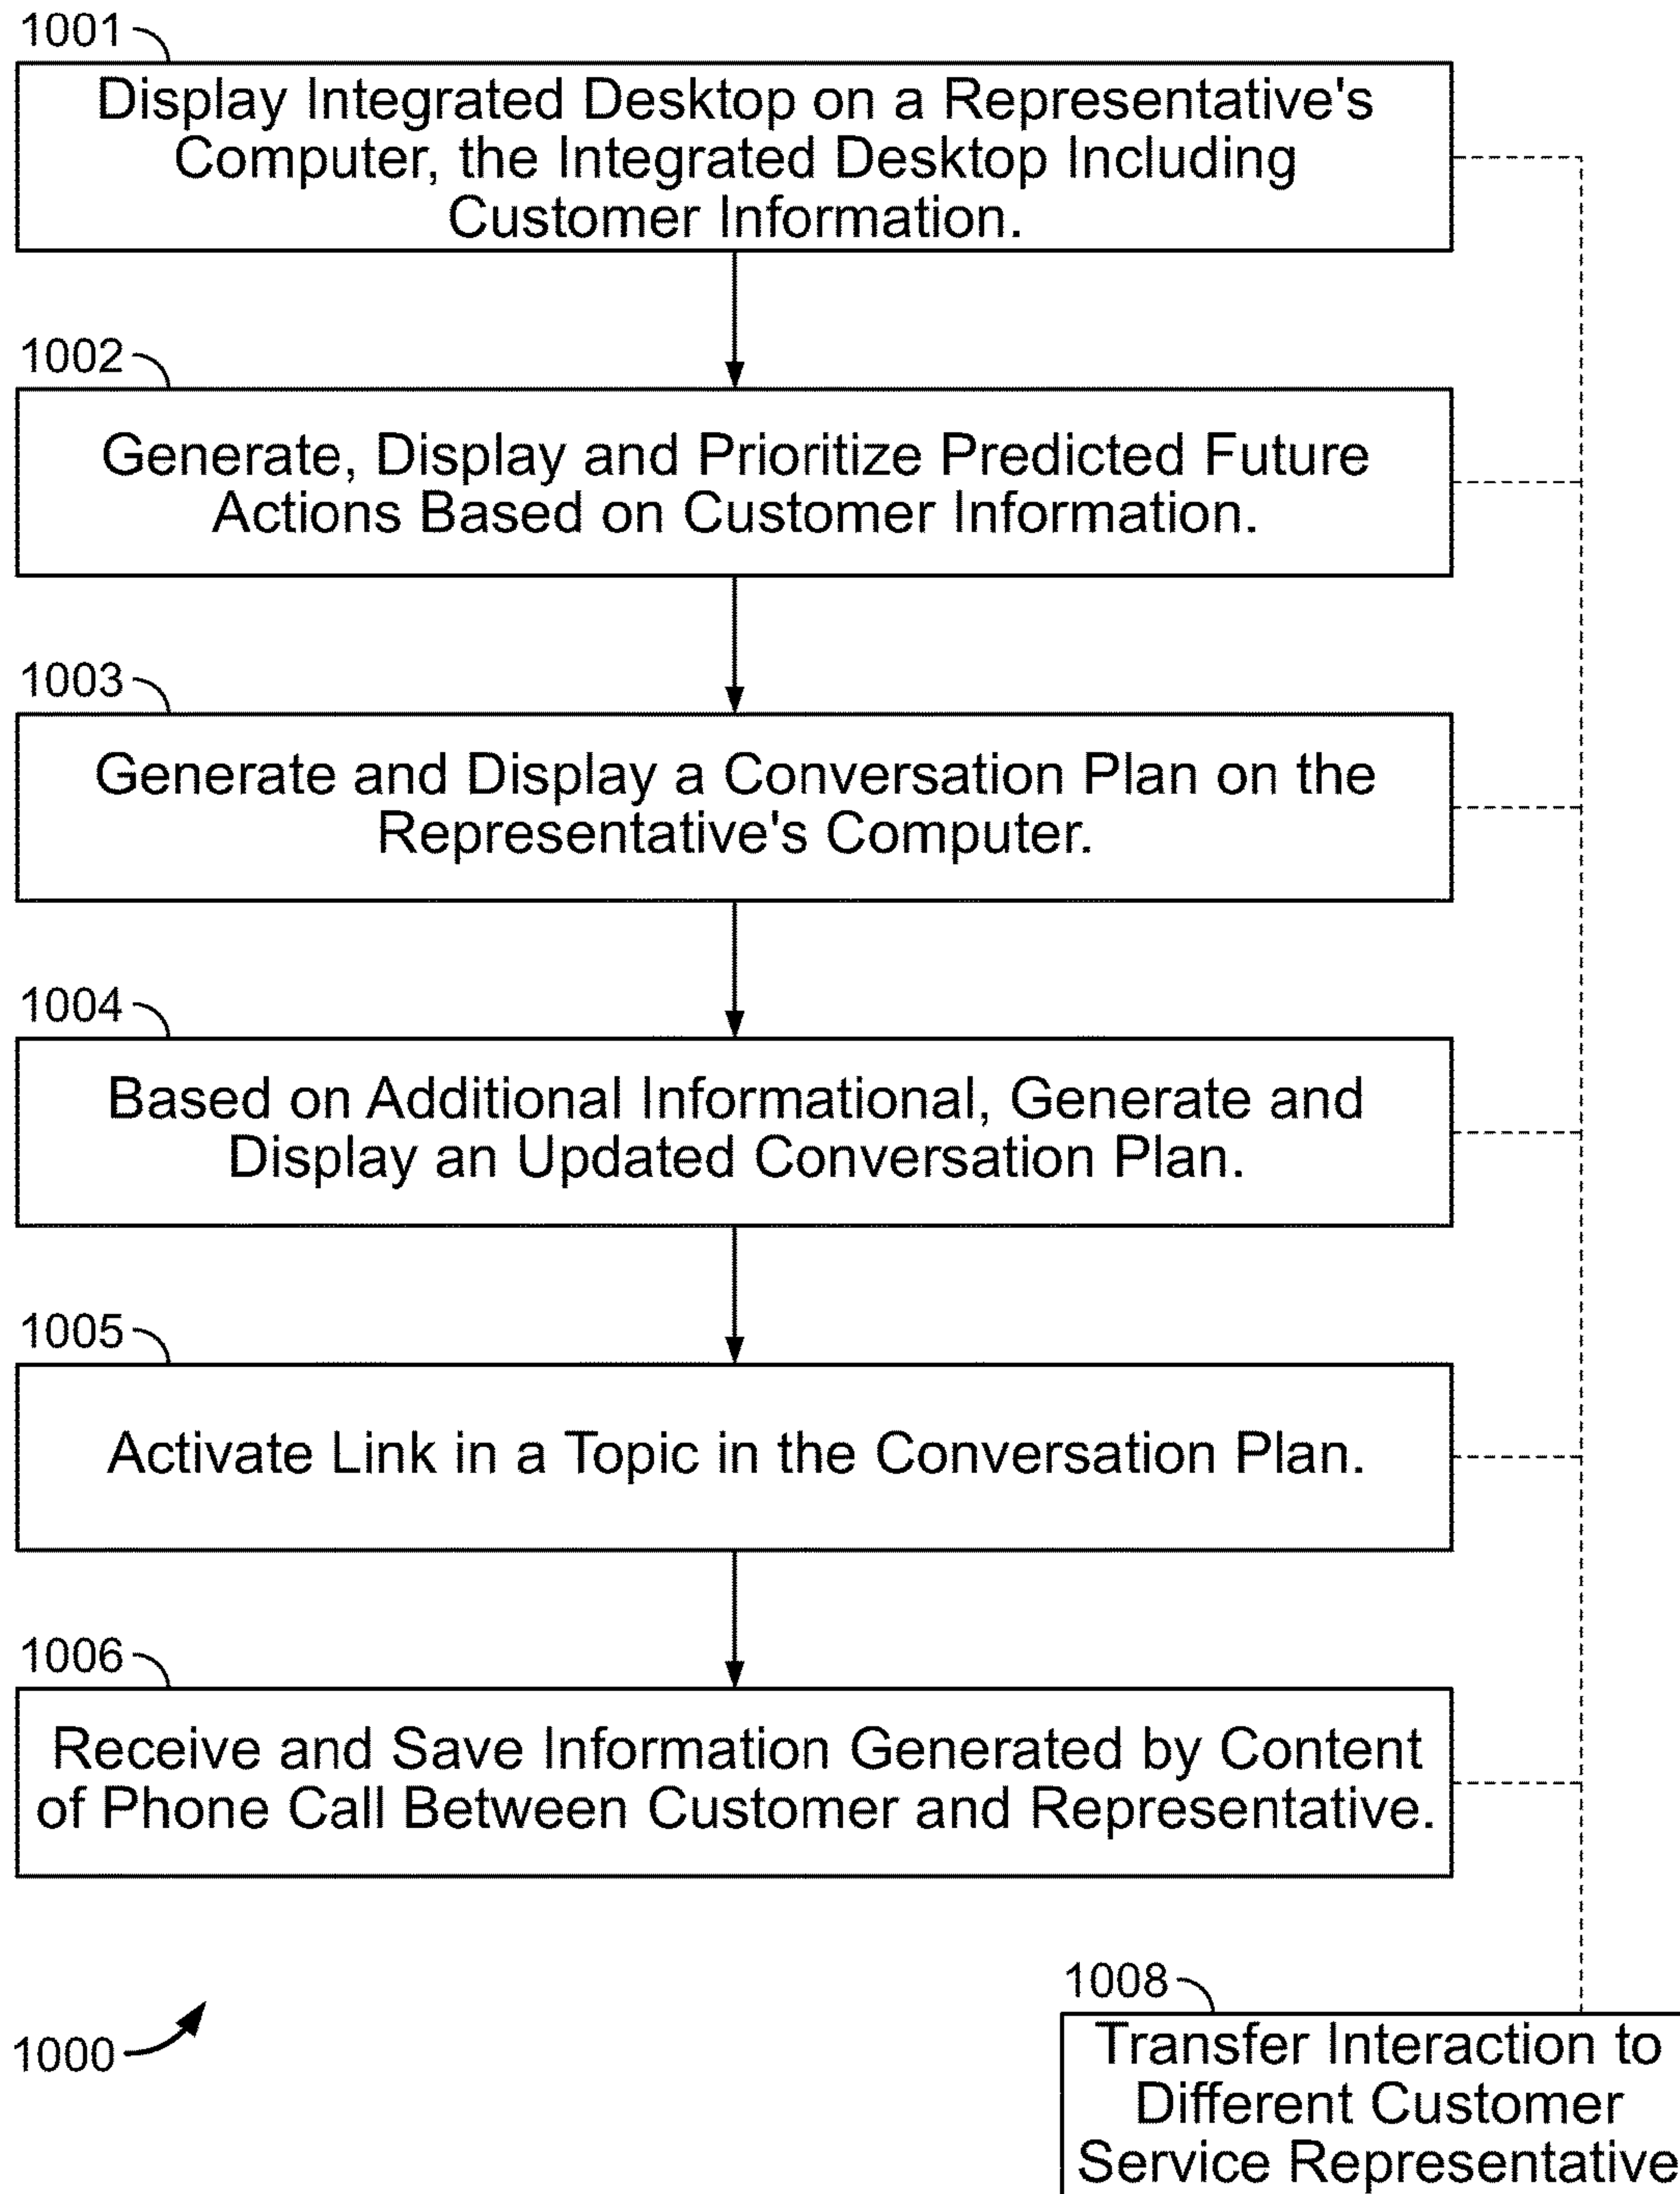 1001
Display Integrated Desktop on a Representative's
Computer, the Integrated Desktop Including
Customer Information.
1002
Generate, Display and Prioritize Predicted Future
Actions Based on Customer Information.
1003
Generate and Display a Conversation Plan on the
Representative's Computer.
1004
Based on Additional Informational, Generate and
Display an Updated Conversation Plan.
1005
Activate Link in a Topic in the Conversation Plan.
1006
Receive and Save Information Generated by Content
of Phone Call Between Customer and Representative.
1008
Transfer Interaction to
Different Customer
Service Representative
1000